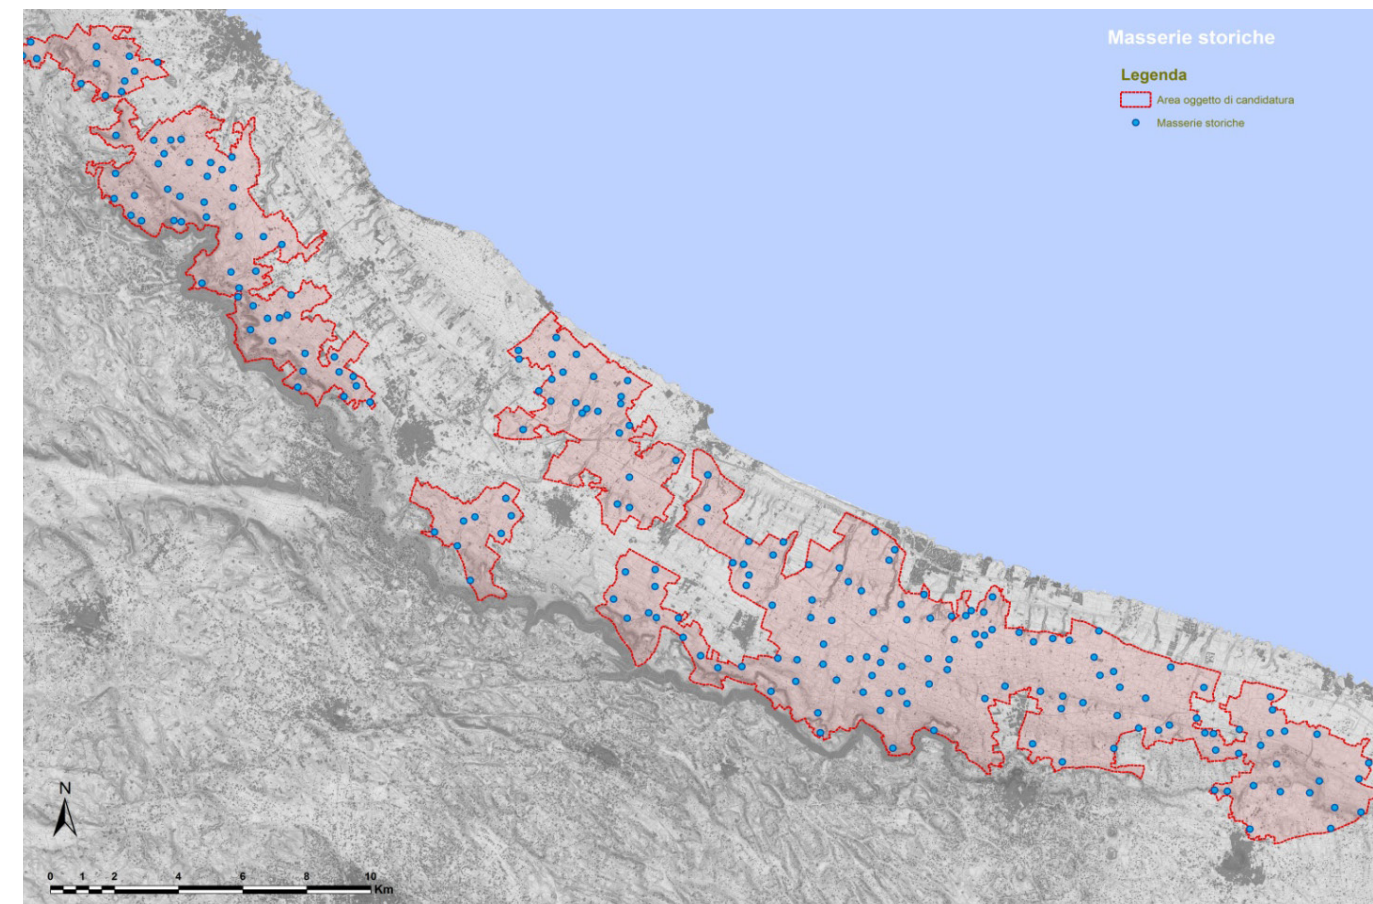 Masserie storiche
Legenda
Area oggetto di candidatura
Masserie storiche
N
0 1 2 4 6 8 10
Km